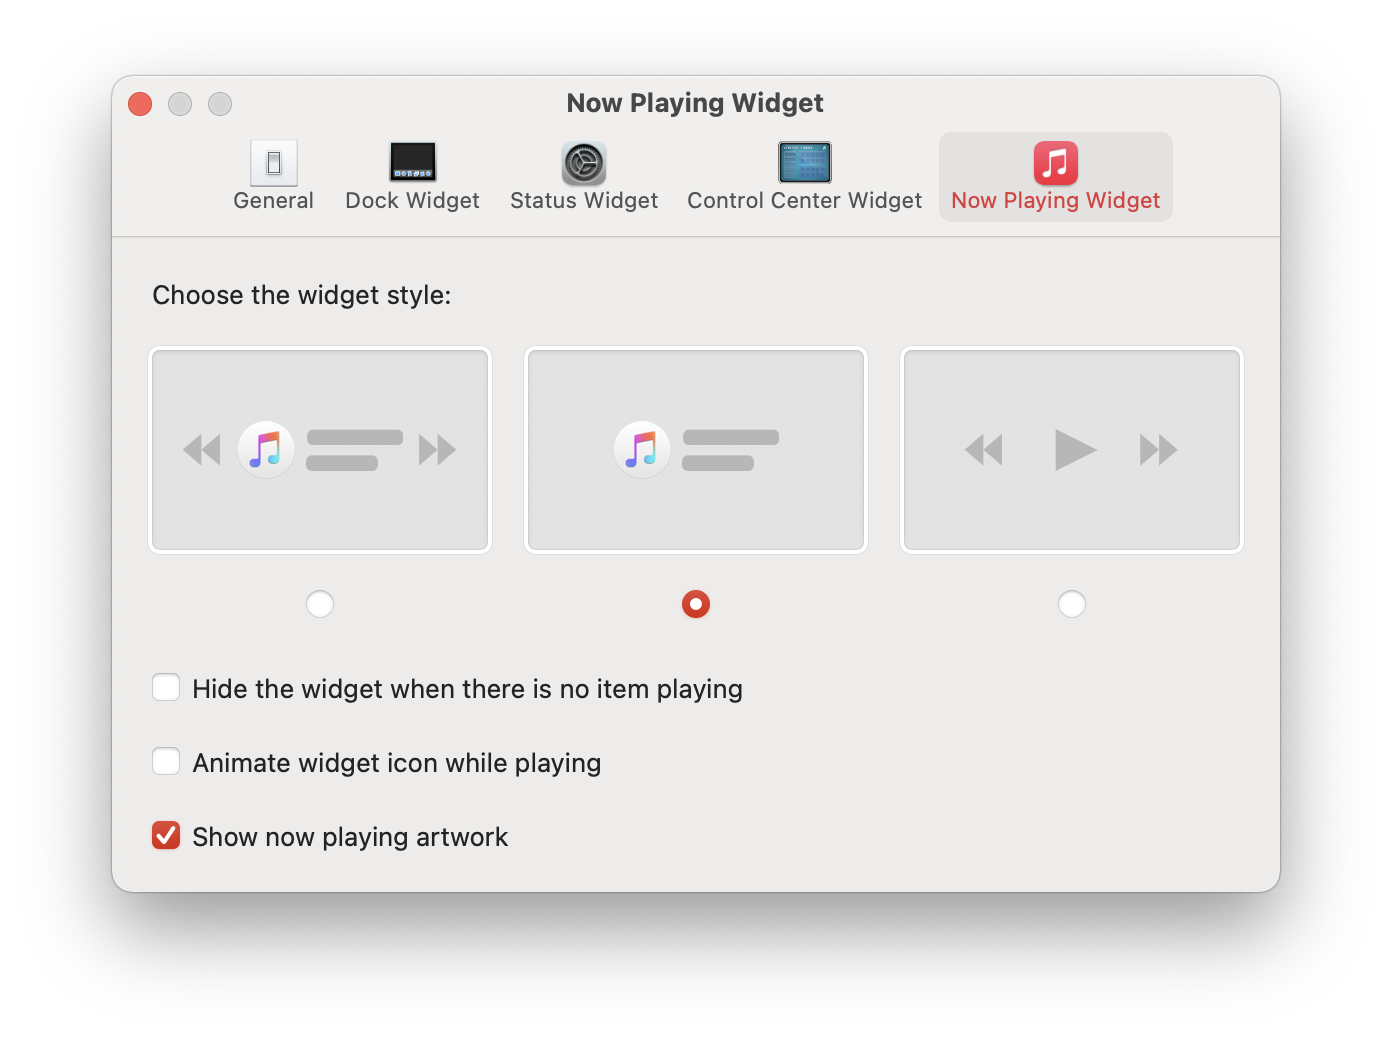 Now Playing Widget
General
Dock Widget
Status Widget
Control Center Widget
Now Playing Widget
Choose the widget style:
Hide the widget when there is no item playing
Animate widget icon while playing
Show now playing artwork